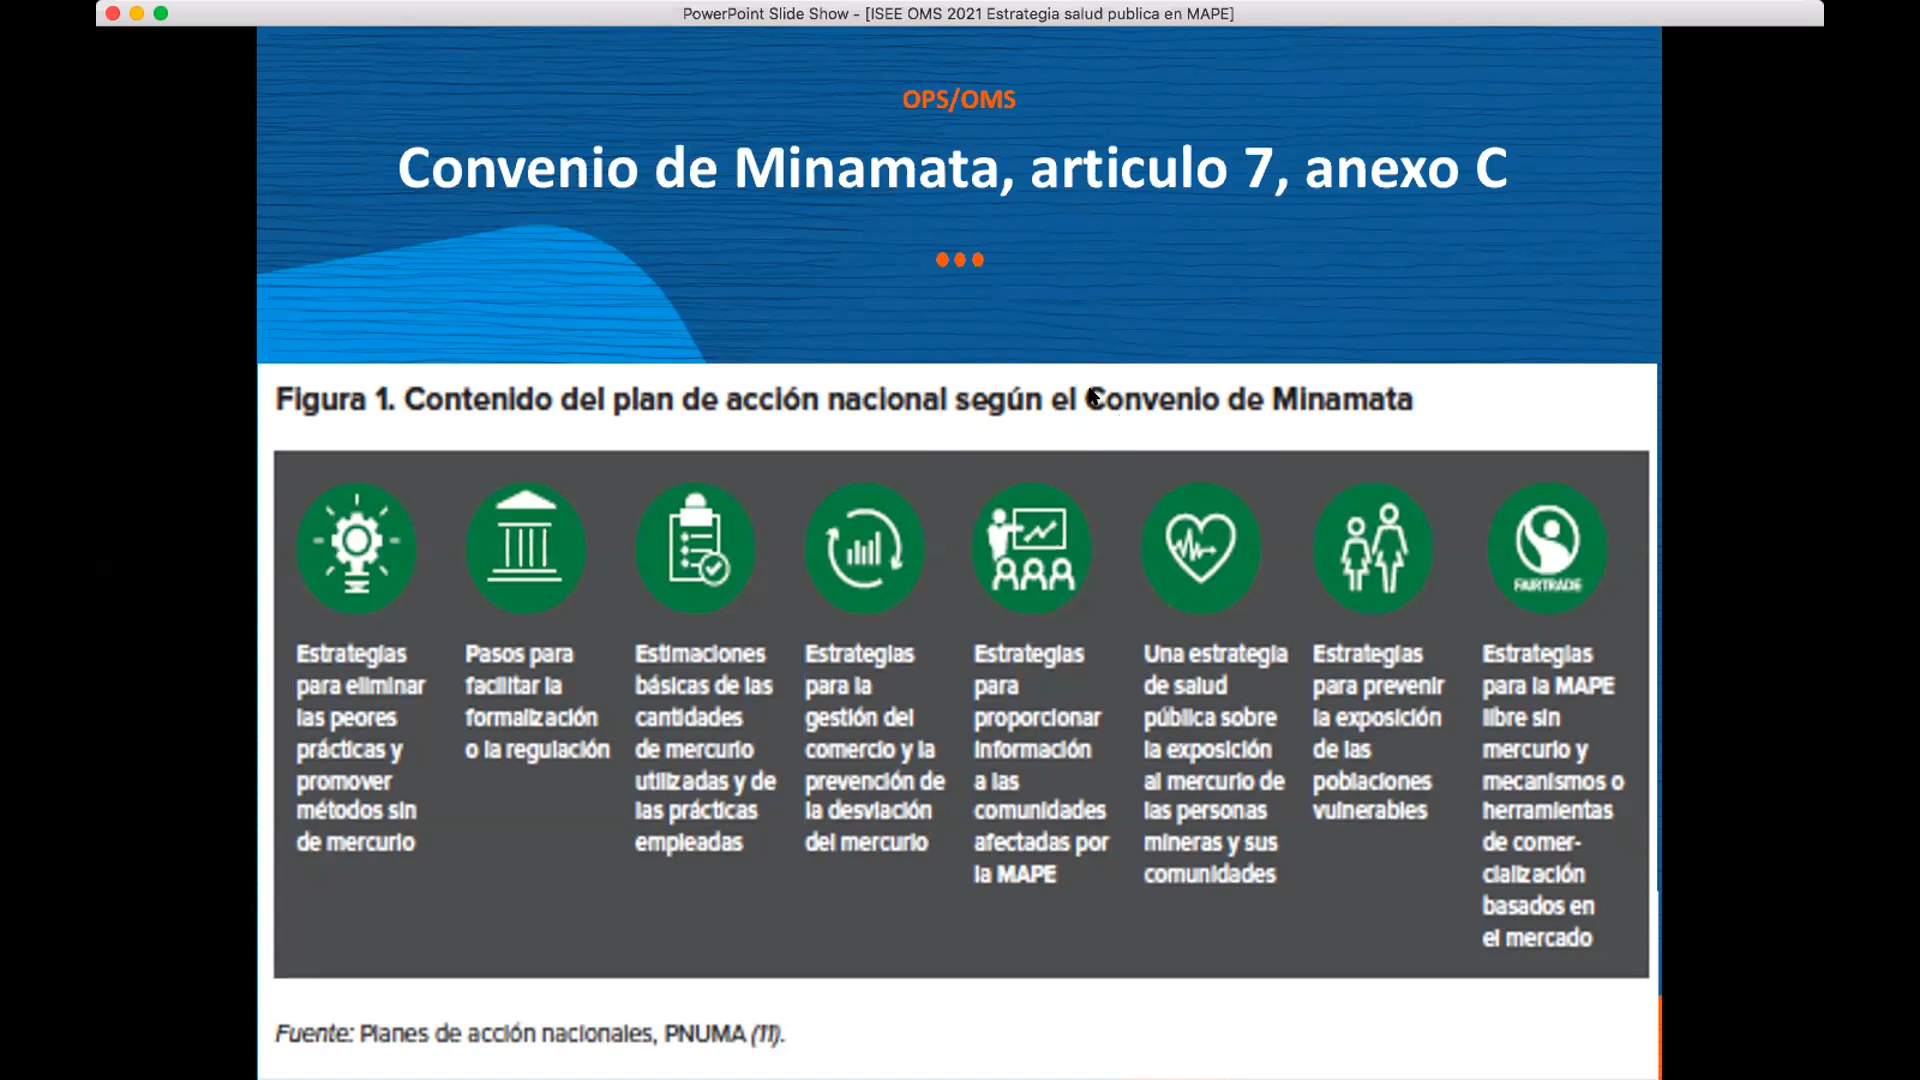 PowerPoint Slide Show - [ISEE OMS 2021 Estrategia salud publica en MAPE]
OPS/OMS
Convenio de Minamata, articulo 7, anexo C
Figura 1. Contenido del plan de acción nacional según el Convenio de Minamata
FAIRTRADE
Estrategias
para eliminar
las peores
prácticas y
promover
métodos sin
de mercurio
Pasos para
facilitar la
formalización
o la regulación
Estimaciones
básicas de las
cantidades
de mercurio
utilizadas y de
las prácticas
empleadas
Estrategias
para la
gestión del
comercio y la
prevención de
la desviación
del mercurio
Estrategias
para
proporcionar
información
a las
comunidades
afectadas por
la MAPE
Una estrategia
de salud
pública sobre
la exposición
al mercurio de
las personas
mineras y sus
comunidades
Estrategias
para prevenir
la exposición
de las
poblaciones
vulnerables
Estrategias
para la MAPE
libre sin
mercurio y
mecanismos o
herramientas
de comer-
cialización
basados en
el mercado
Fuente: Planes de acción nacionales, PNUMA (11).